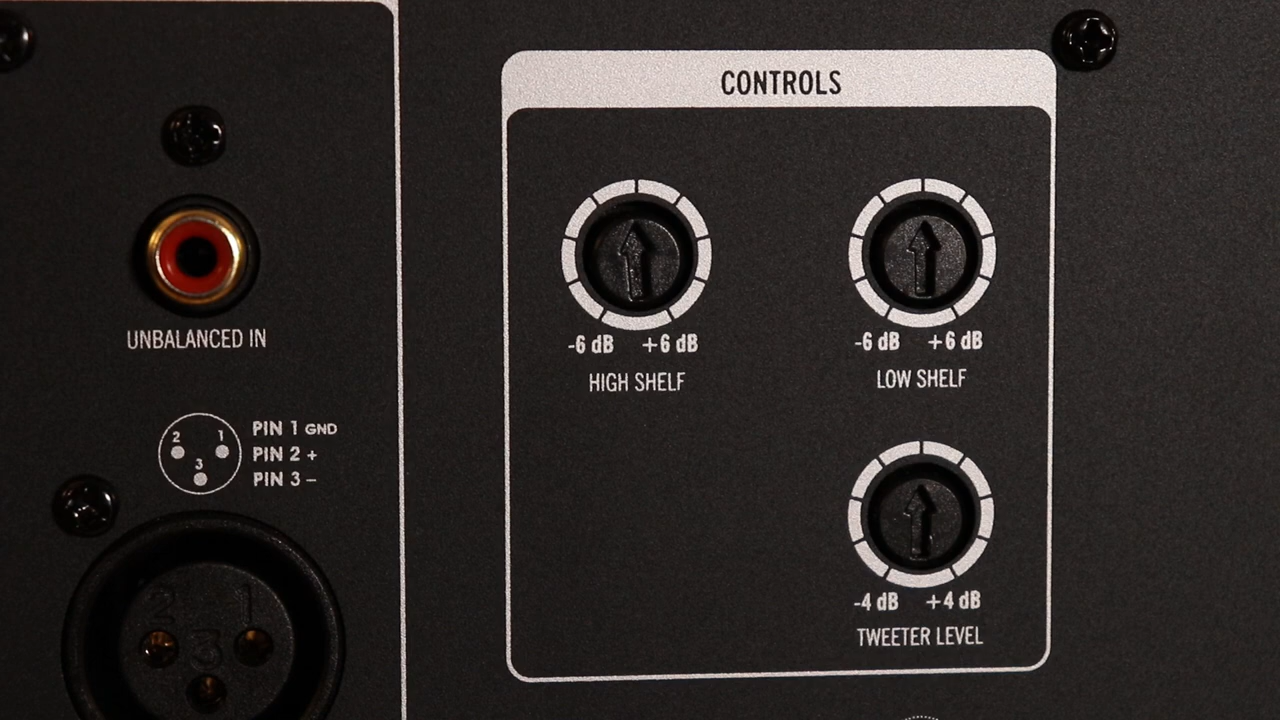 CONTROLS
UNBALANCED IN
-6 dB +6 dB
HIGH SHELF
-6 dB +6 dB
LOW SHELF
2 1
3
PIN 1 GND
PIN 2 +
PIN 3 –
2 1
3
-4 dB +4 dB
TWEETER LEVEL